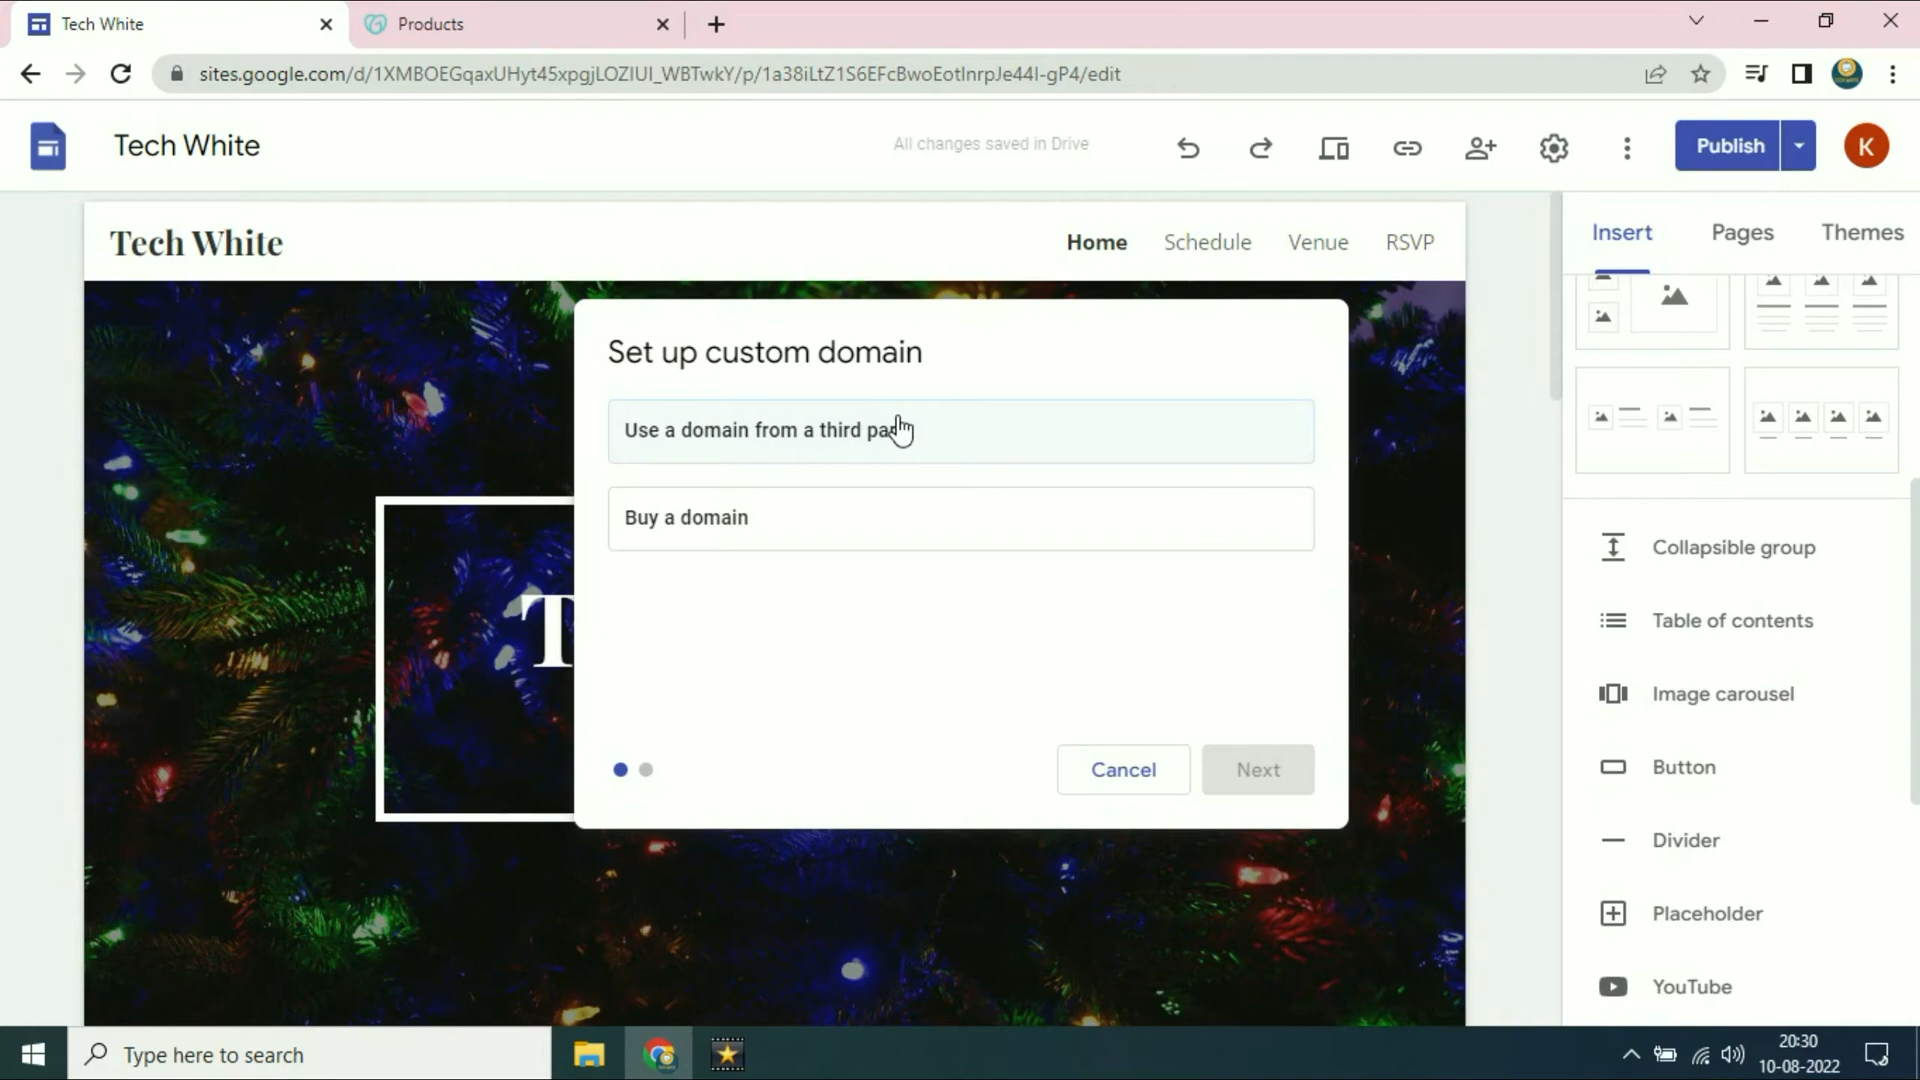 Tech White
Products
sites.google.com/d/1XMBOEGqaxUHyt45xpgjLOZIUI_WBTwkY/p/1a38iLtZ1S6EFcBwoEotInrpJe44I-gP4/edit
Tech White
All changes saved in Drive
Publish
K
Tech White
Home
Schedule
Venue
RSVP
Insert
Pages
Themes
Set up custom domain
Use a domain from a third
Buy a domain
T
Cancel
Next
Collapsible group
Table of contents
Image carousel
Button
Divider
Placeholder
YouTube
Type here to search
20:30
10-08-2022